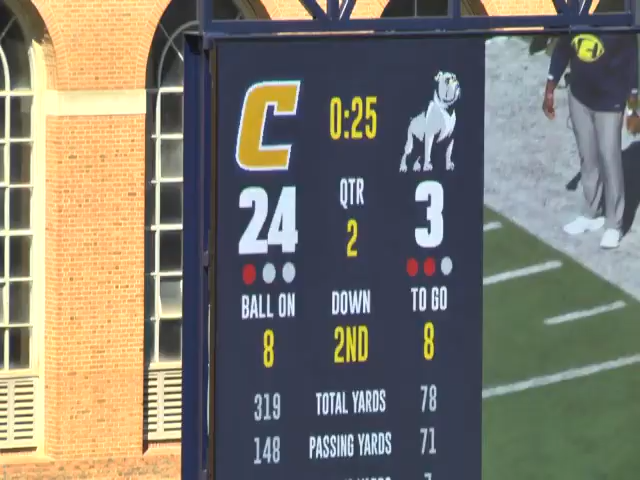 C 0:25
QTR
24 2 3
BALL ON DOWN TO GO
8 2ND 8
319 TOTAL YARDS 78
148 PASSING YARDS 71